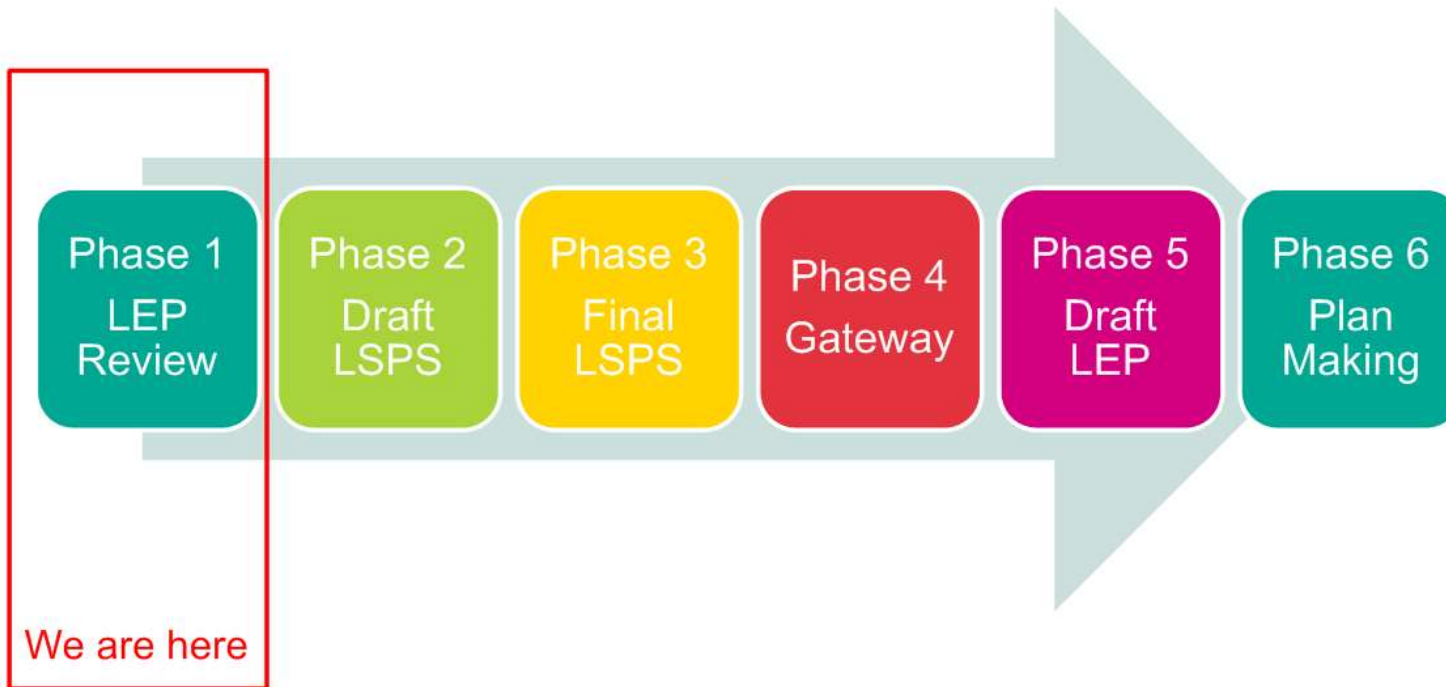 Phase 1
LEP
Review
Phase 2
Draft
LSPS
Phase 3
Final
LSPS
Phase 4
Gateway
Phase 5
Draft
LEP
Phase 6
Plan
Making
We are here